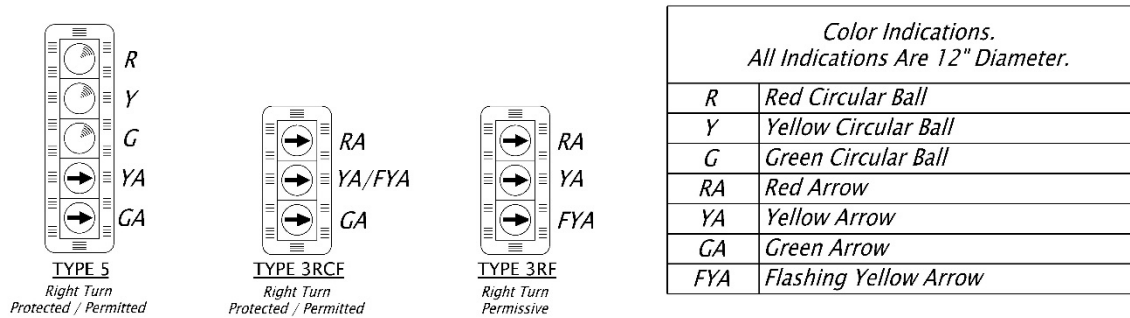 R
Y
G
YA
GA
TYPE 5
Right Turn
Protected / Permitted
RA
YA/FYA
GA
TYPE 3RCF
Right Turn
Protected / Permitted
RA
YA
FYA
TYPE 3RF
Right Turn
Permissive
Color Indications.
All Indications Are 12" Diameter.
R Red Circular Ball
Y Yellow Circular Ball
G Green Circular Ball
RA Red Arrow
YA Yellow Arrow
GA Green Arrow
FYA Flashing Yellow Arrow